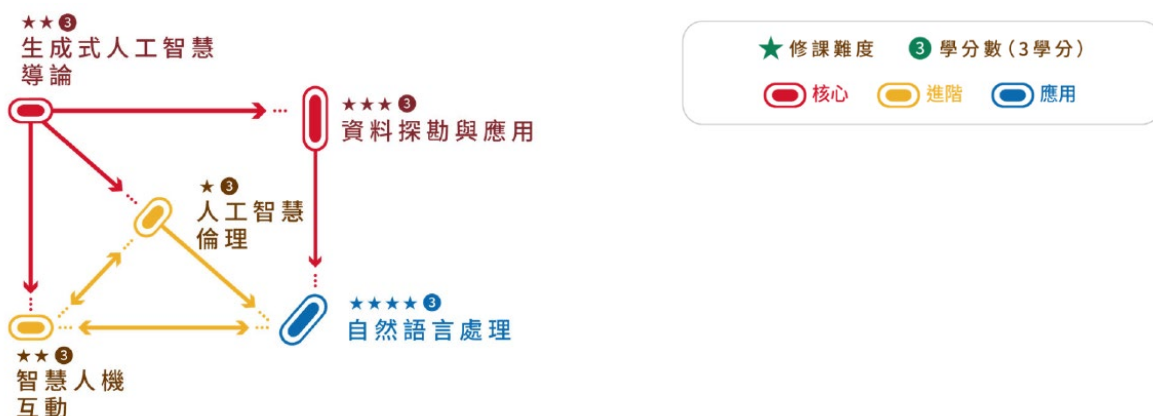 ★★❸
生成式人工智慧
導論
★★★❸
資料探勘與應用
★❸
人工智慧
倫理
★★★★❸
自然語言處理
★★❸
智慧人機
互動
★修課難度 ❸學分數(3學分)
核心 進階 應用